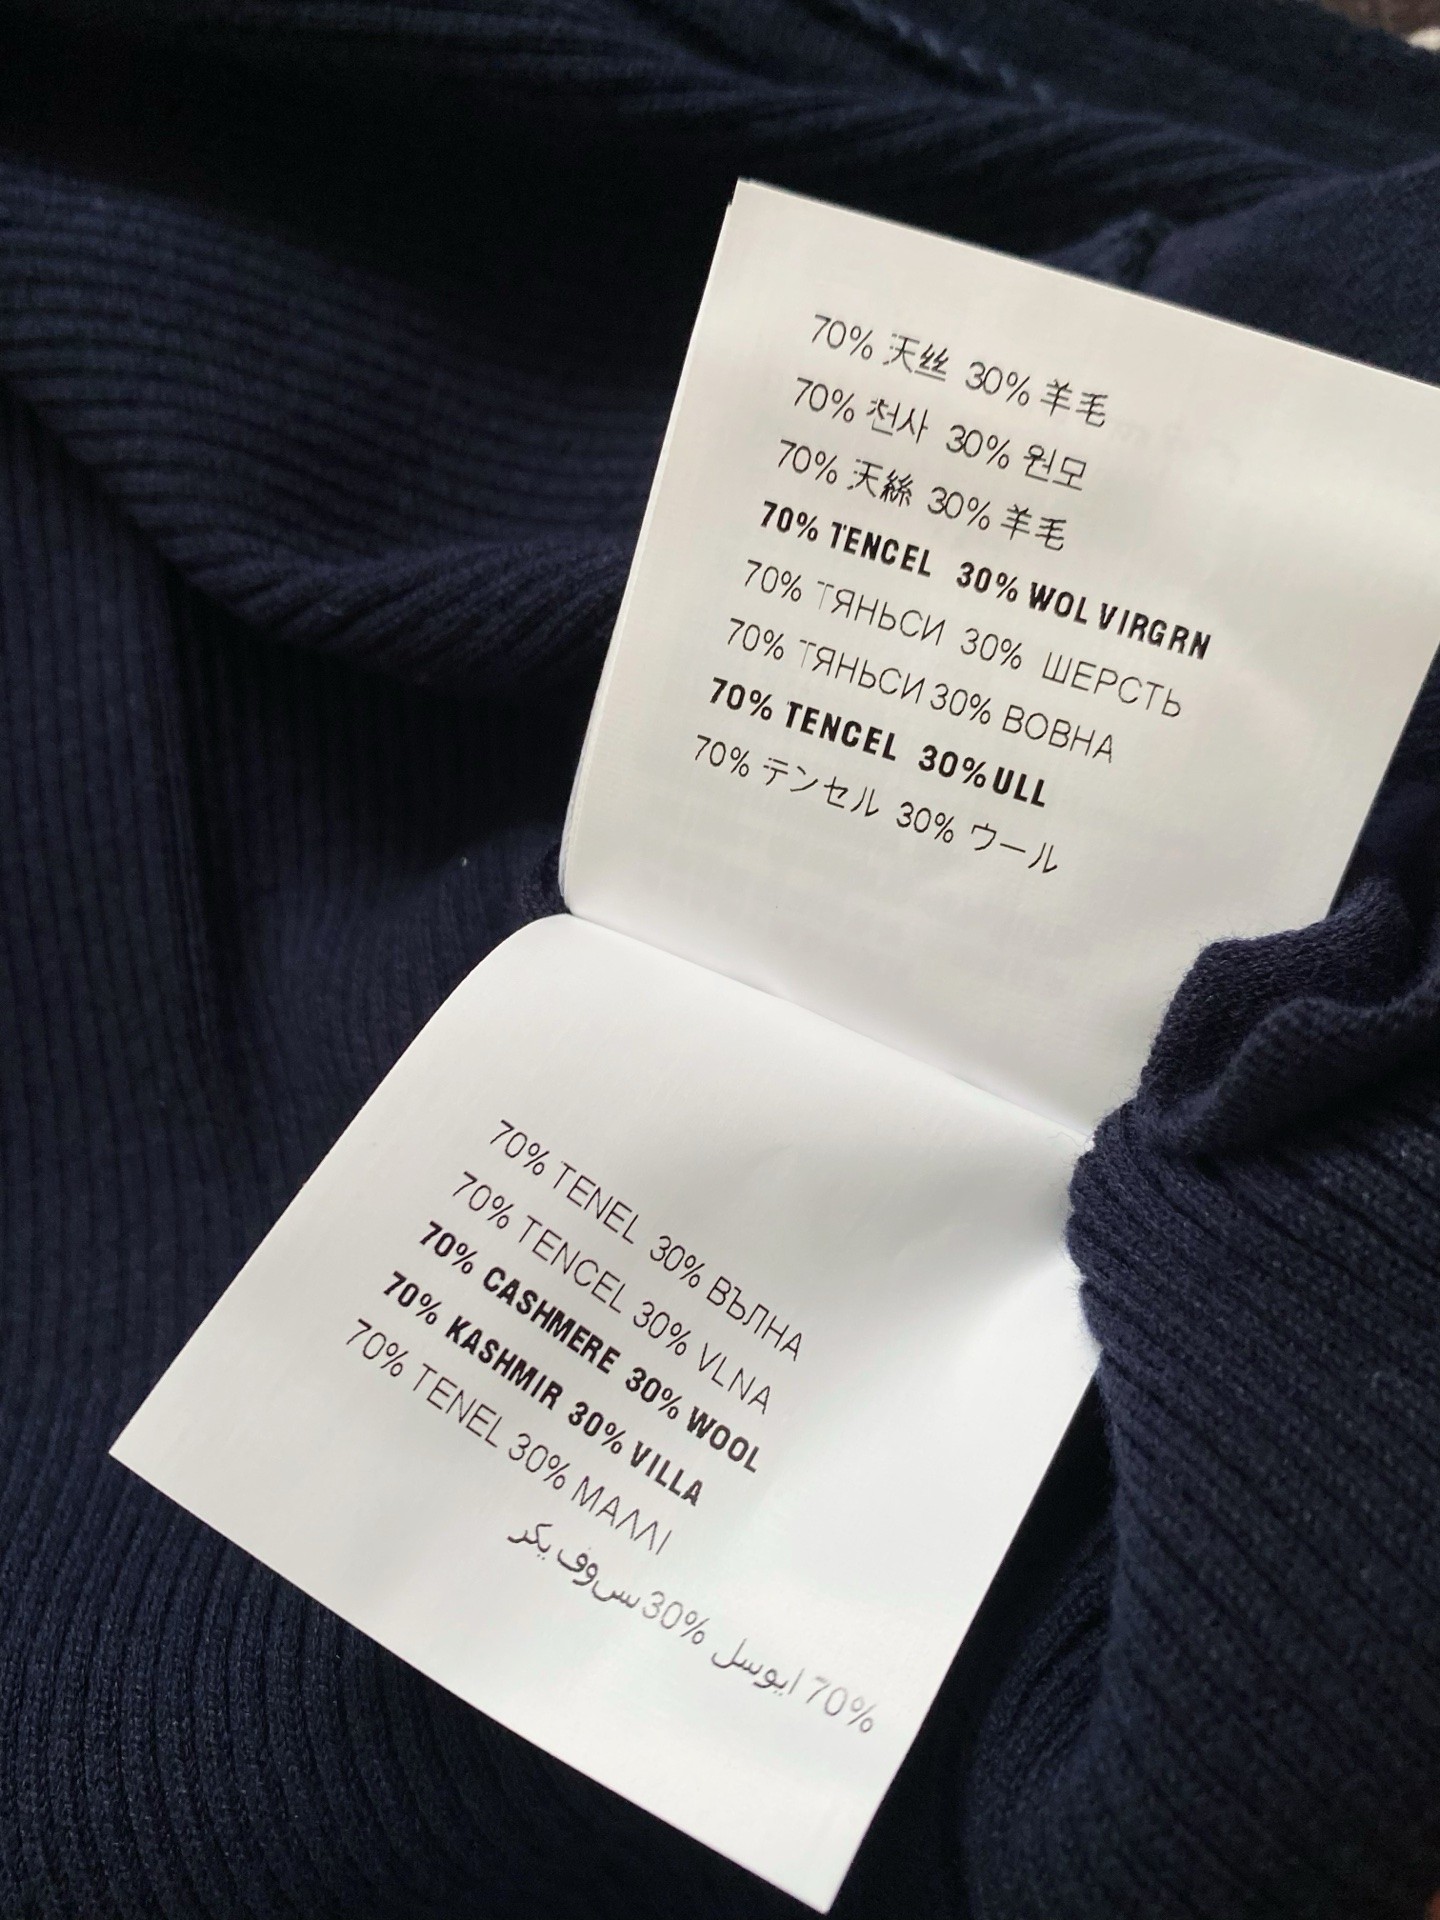 70% 天丝 30% 羊毛
70% 천사 30% 원모
70% 天絲 30% 羊毛
70% TENCEL 30% WOL VIRGRN
70% ТЯНЬСИ 30% ШЕРСТЬ
70% ТЯНЬСИ 30% ВОВНА
70% TENCEL 30%ULL
70% テンセル 30% ウール
70% TENEL 30% ВЪЛНА
70% TENCEL 30% VLNA
70% CASHMERE 30% WOOL
70% KASHMIR 30% VILLA
70% TENEL 30% ΜΑΛΛΙ
70% ايوسل 30% سوف يكر